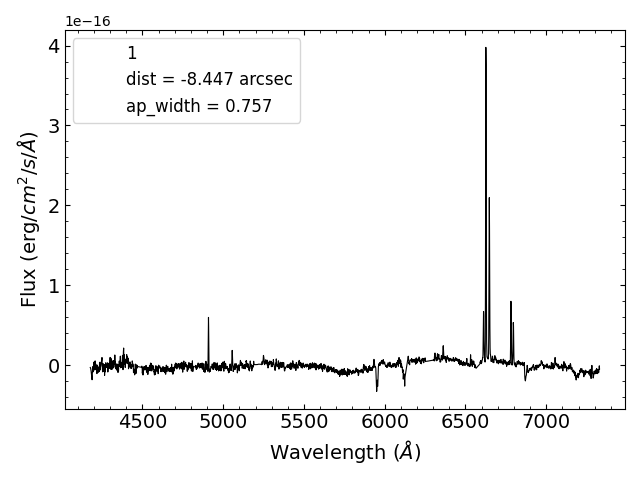 1e−16
1
dist = -8.447 arcsec
ap_width = 0.757
4
3
2
1
0
Flux (erg/cm²/s/Å)
4500 5000 5500 6000 6500 7000
Wavelength (Å)